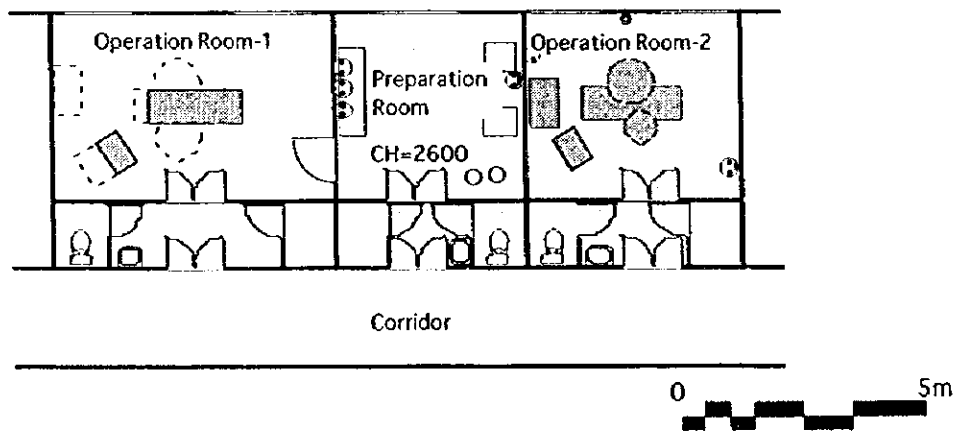 Operation Room-1
Operation Room-2
Preparation
Room
CH=2600
Corridor
0
5m